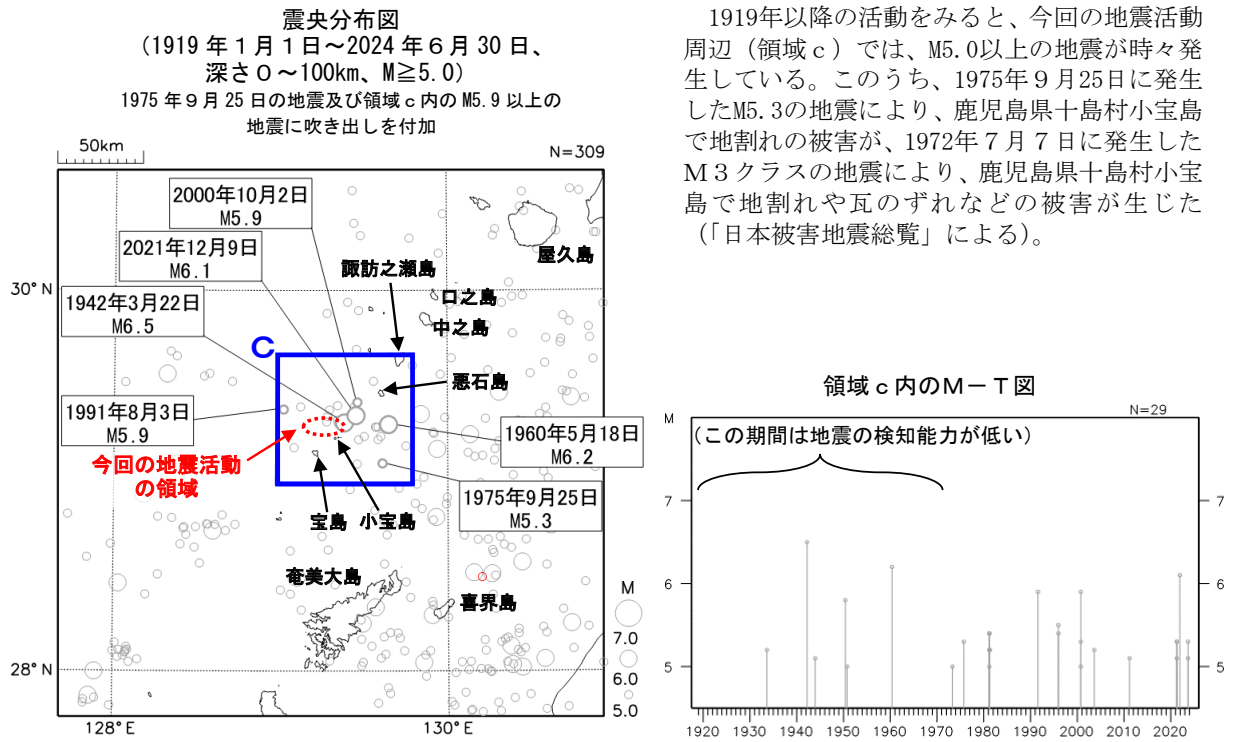 震央分布図
(1919年1月1日～2024年6月30日、
深さ0～100km、M≧5.0)
1975年9月25日の地震及び領域c内のM5.9以上の
地震に吹き出しを付加
50km
N=309
2000年10月2日
M5.9
2021年12月9日
M6.1
1942年3月22日
M6.5
1991年8月3日
M5.9
1960年5月18日
M6.2
1975年9月25日
M5.3
今回の地震活動
の領域
c
屋久島
諏訪之瀬島
口之島
中之島
悪石島
宝島
小宝島
奄美大島
喜界島
30°N
28°N
128°E
130°E
M
7.0
6.0
5.0
1919年以降の活動をみると、今回の地震活動
周辺（領域c）では、M5.0以上の地震が時々発
生している。このうち、1975年9月25日に発生
したM5.3の地震により、鹿児島県十島村小宝島
で地割れの被害が、1972年7月7日に発生した
M3クラスの地震により、鹿児島県十島村小宝
島で地割れや瓦のずれなどの被害が生じた
（「日本被害地震総覧」による）。
領域c内のM－T図
M
N=29
(この期間は地震の検知能力が低い)
7
6
5
7
6
5
1920 1930 1940 1950 1960 1970 1980 1990 2000 2010 2020